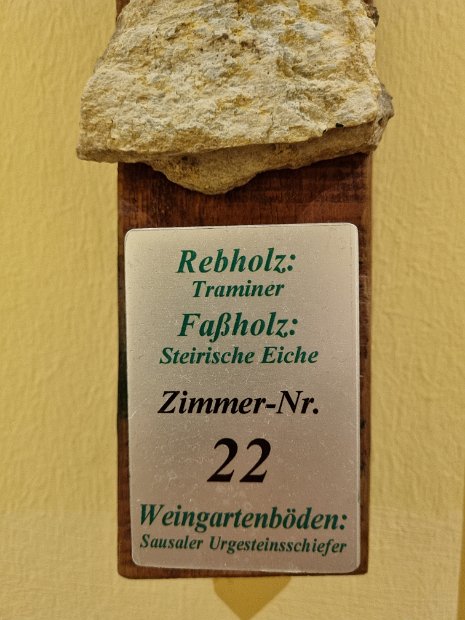 Rebholz:
Traminer
Faßholz:
Steirische Eiche
Zimmer-Nr.
22
Weingartenböden:
Sausaler Urgesteinsschiefer